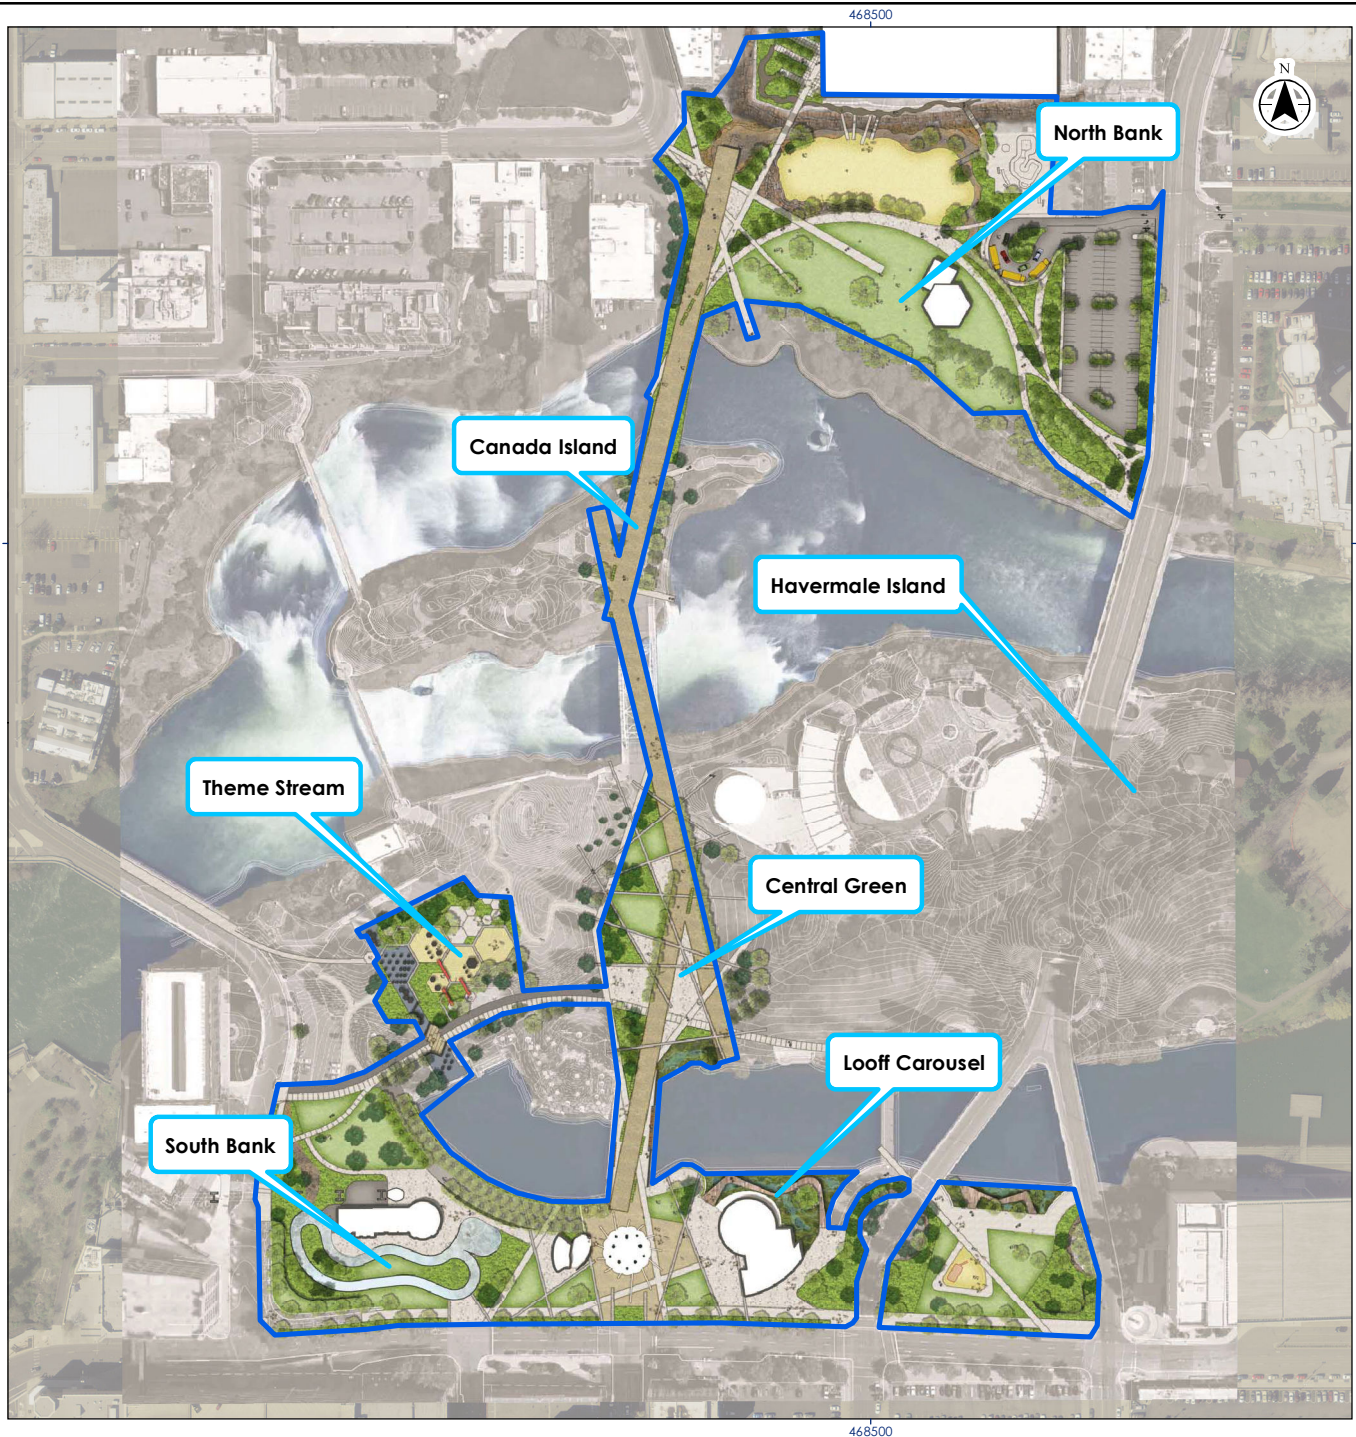 468500
N
North Bank
Canada Island
Havermale Island
Theme Stream
Central Green
Looff Carousel
South Bank
468500